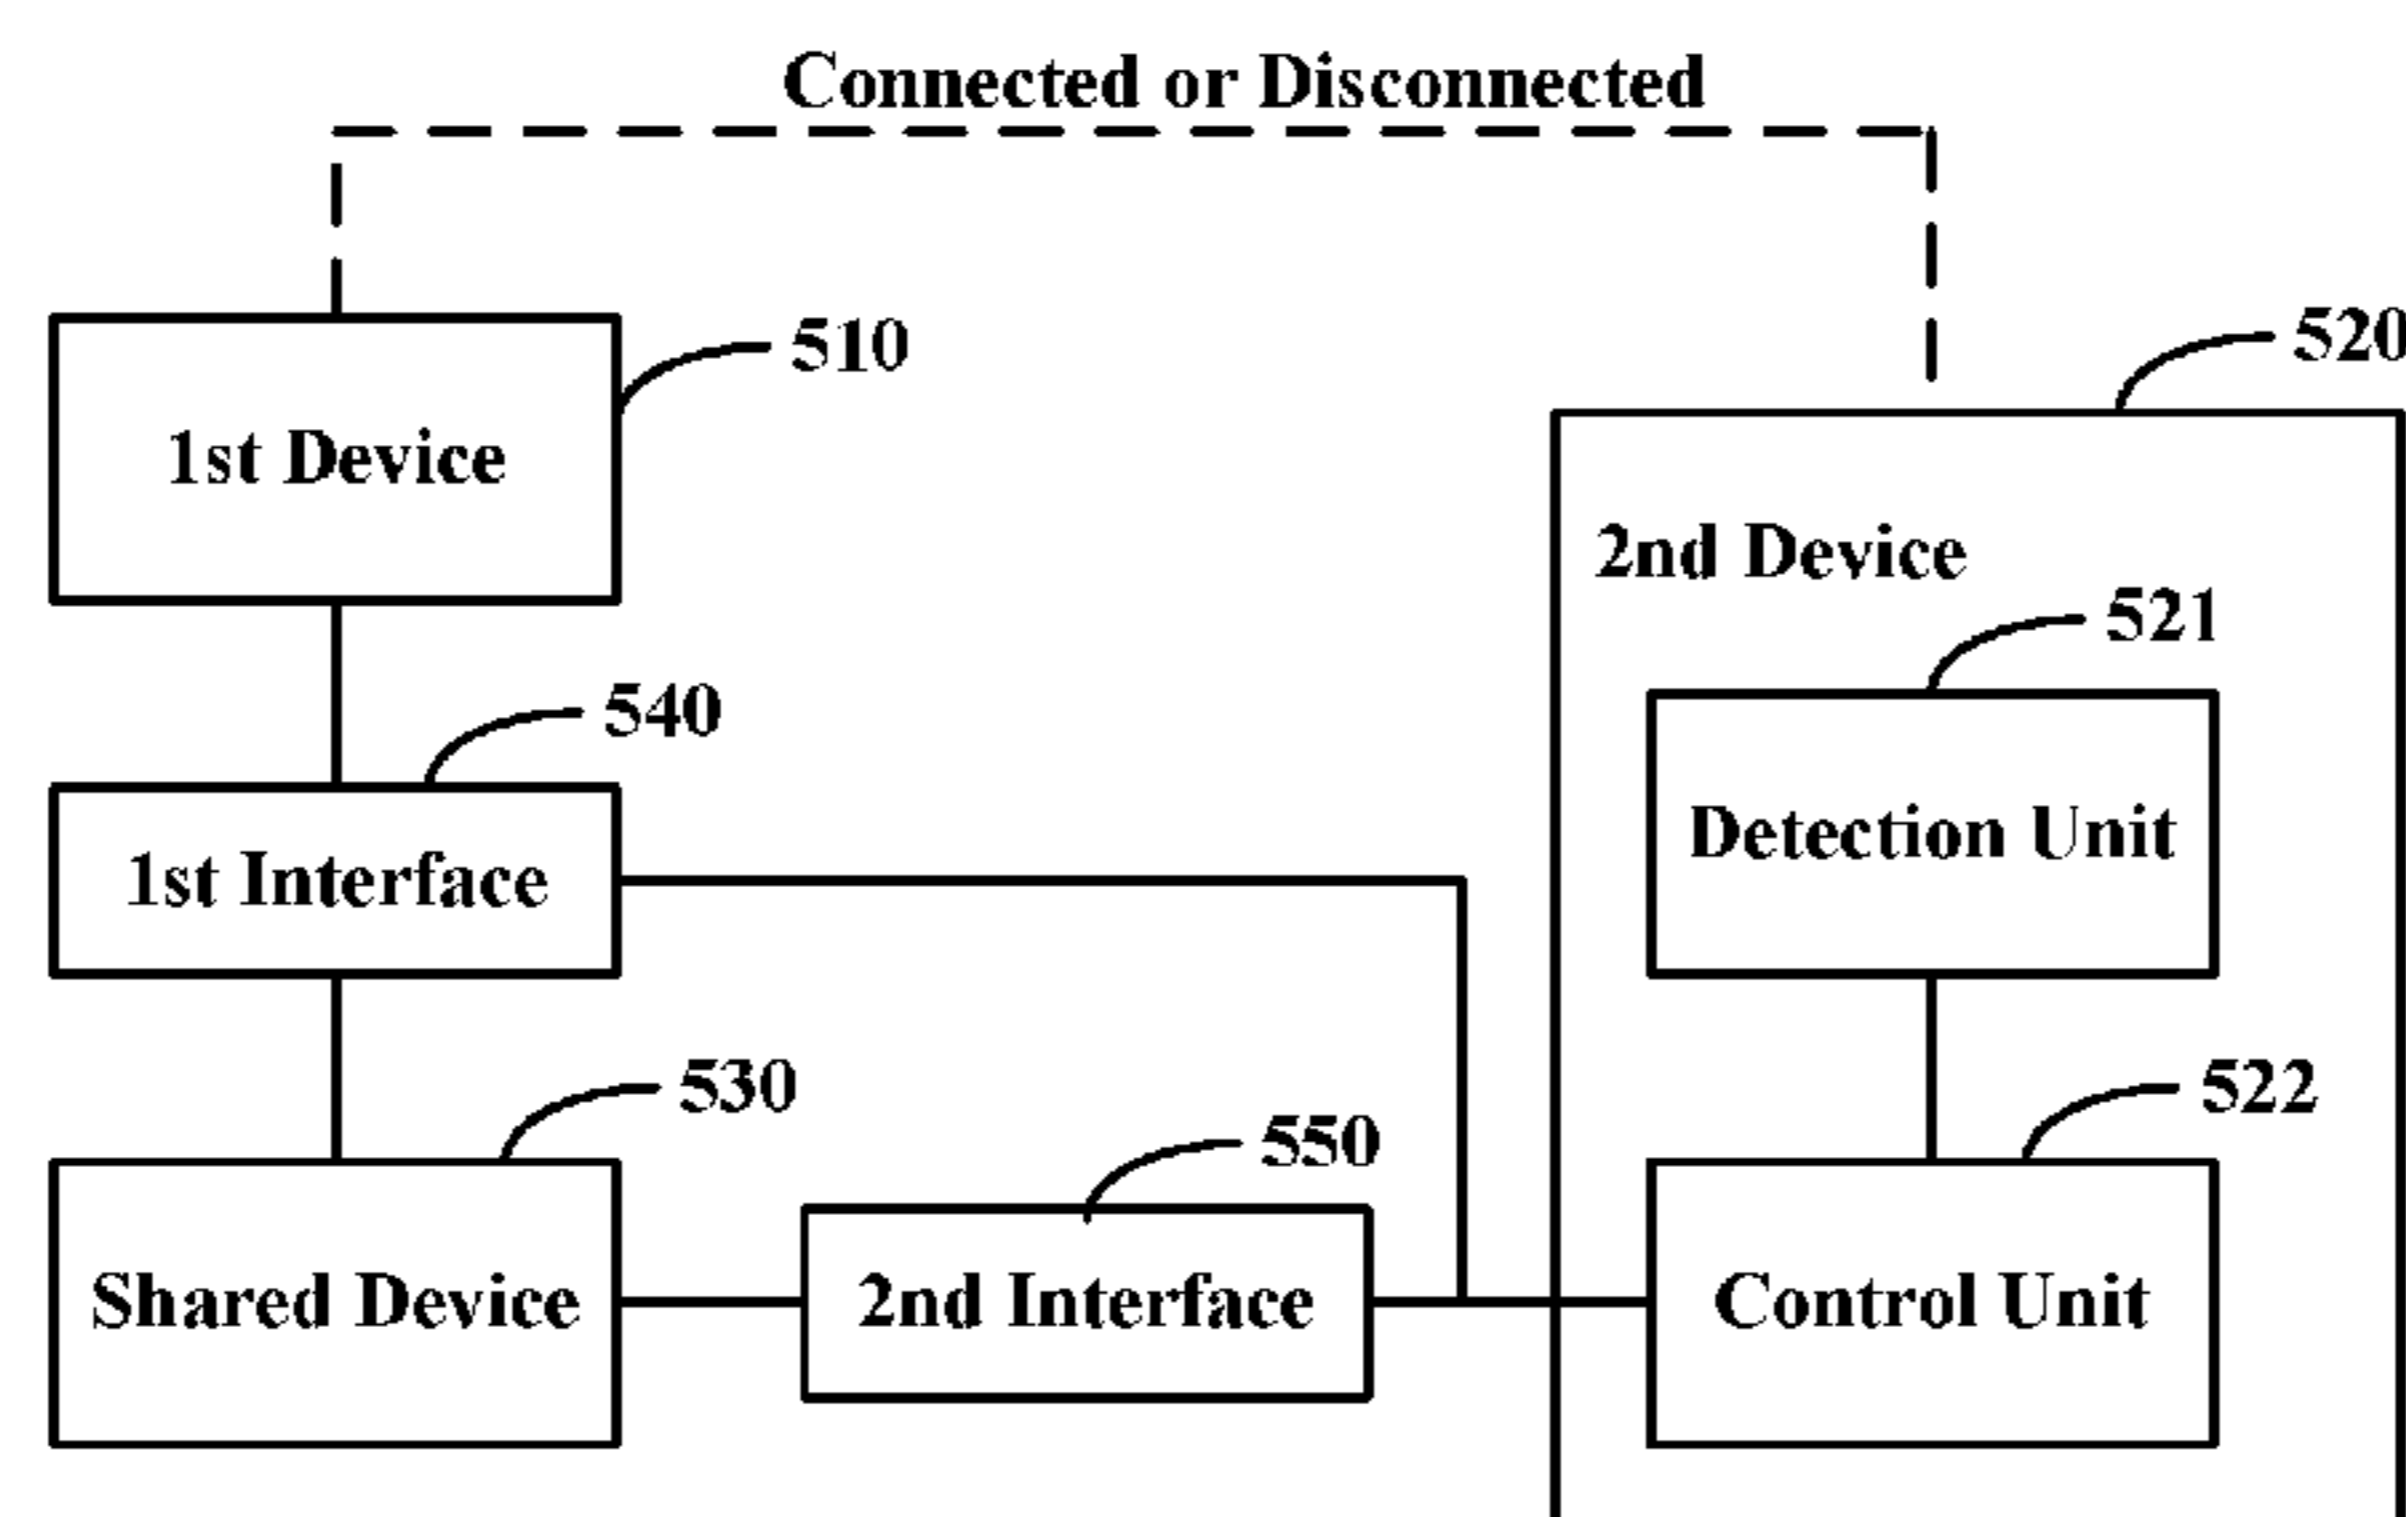 Connected or Disconnected
510
520
1st Device
2nd Device
521
540
Detection Unit
1st Interface
530
522
550
Shared Device
2nd Interface
Control Unit